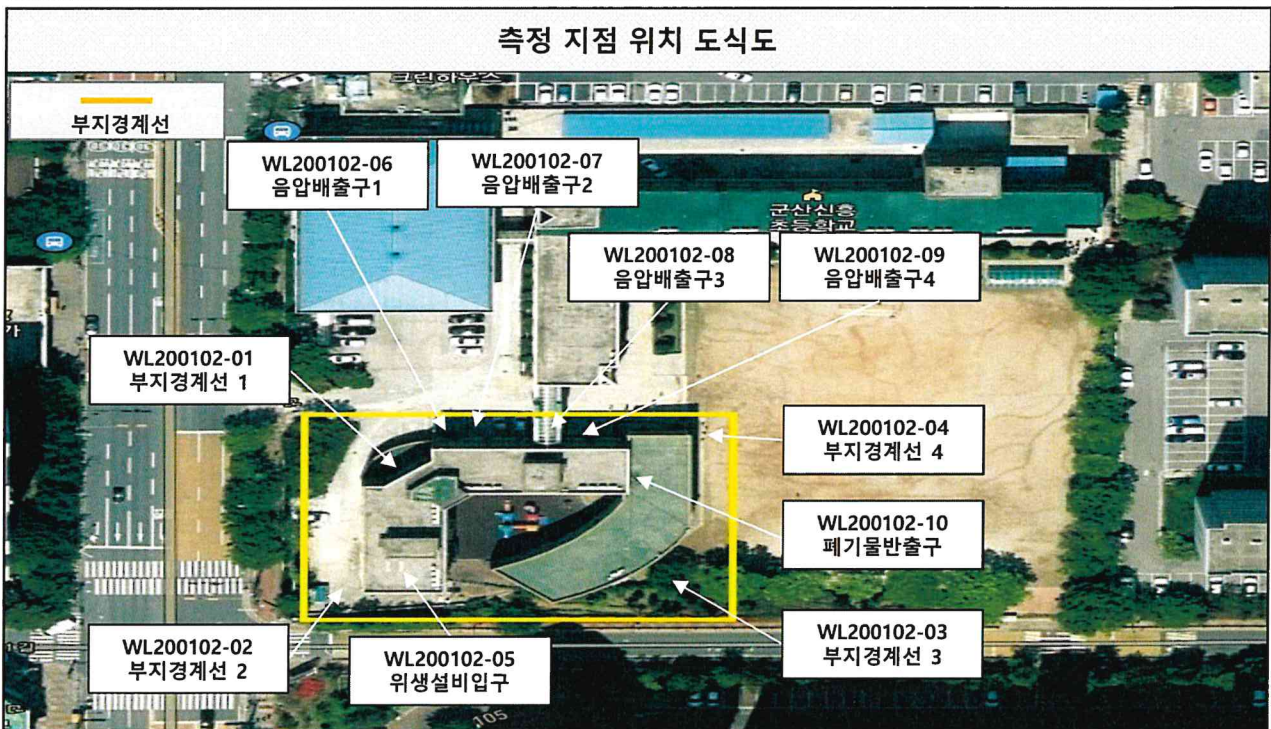 측정 지점 위치 도식도
크린하우스
부지경계선
WL200102-06
음압배출구1
WL200102-07
음압배출구2
군산신흥
초등학교
WL200102-08
음압배출구3
WL200102-09
음압배출구4
WL200102-01
부지경계선 1
WL200102-04
부지경계선 4
WL200102-10
폐기물반출구
WL200102-02
부지경계선 2
WL200102-05
위생설비입구
WL200102-03
부지경계선 3
105